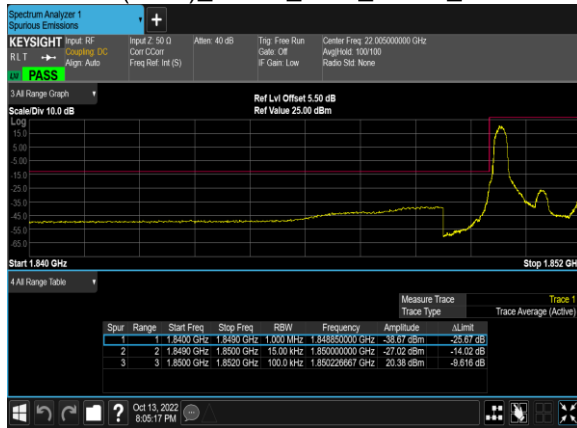 Spectrum Analyzer 1
Spurious Emissions
KEYSIGHT Input: RF Input Z: 50 Ω Atten: 40 dB Trig: Free Run Center Freq: 22.005000000 GHz
RLT Coupling: DC Corr CCorr Gate: Off Avg|Hold: 100/100
Align: Auto Freq Ref: Int (S) IF Gain: Low Radio Std: None
PASS
3 All Range Graph
Ref Lvl Offset 5.50 dB
Scale/Div 10.0 dB Ref Value 25.00 dBm
Log
15.0
5.00
-5.00
-15.0
-25.0
-35.0
-45.0
-55.0
-65.0
Start 1.840 GHz Stop 1.852 GH
4 All Range Table
Measure Trace Trace 1
Trace Type Trace Average (Active)
Spur Range Start Freq Stop Freq RBW Frequency Amplitude ΔLimit
1 1 1.8400 GHz 1.8490 GHz 1.000 MHz 1.848850000 GHz -38.67 dBm -25.67 dB
2 2 1.8490 GHz 1.8500 GHz 15.00 kHz 1.850000000 GHz -27.02 dBm -14.02 dB
3 3 1.8500 GHz 1.8520 GHz 100.0 kHz 1.850226667 GHz 20.38 dBm -9.616 dB
? Oct 13, 2022
8:05:17 PM